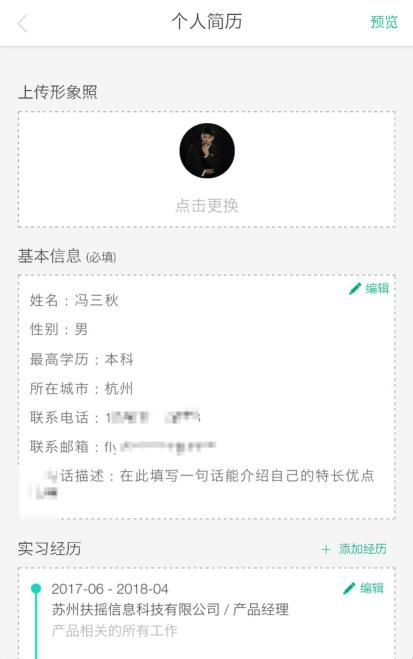 个人简历
预览
上传形象照
点击更换
基本信息 (必填)
编辑
姓名：冯三秋
性别：男
最高学历：本科
所在城市：杭州
联系电话：1
联系邮箱：fly
话描述：在此填写一句话能介绍自己的特长优点
实习经历
+ 添加经历
2017-06 - 2018-04
编辑
苏州扶摇信息科技有限公司 / 产品经理
产品相关的所有工作